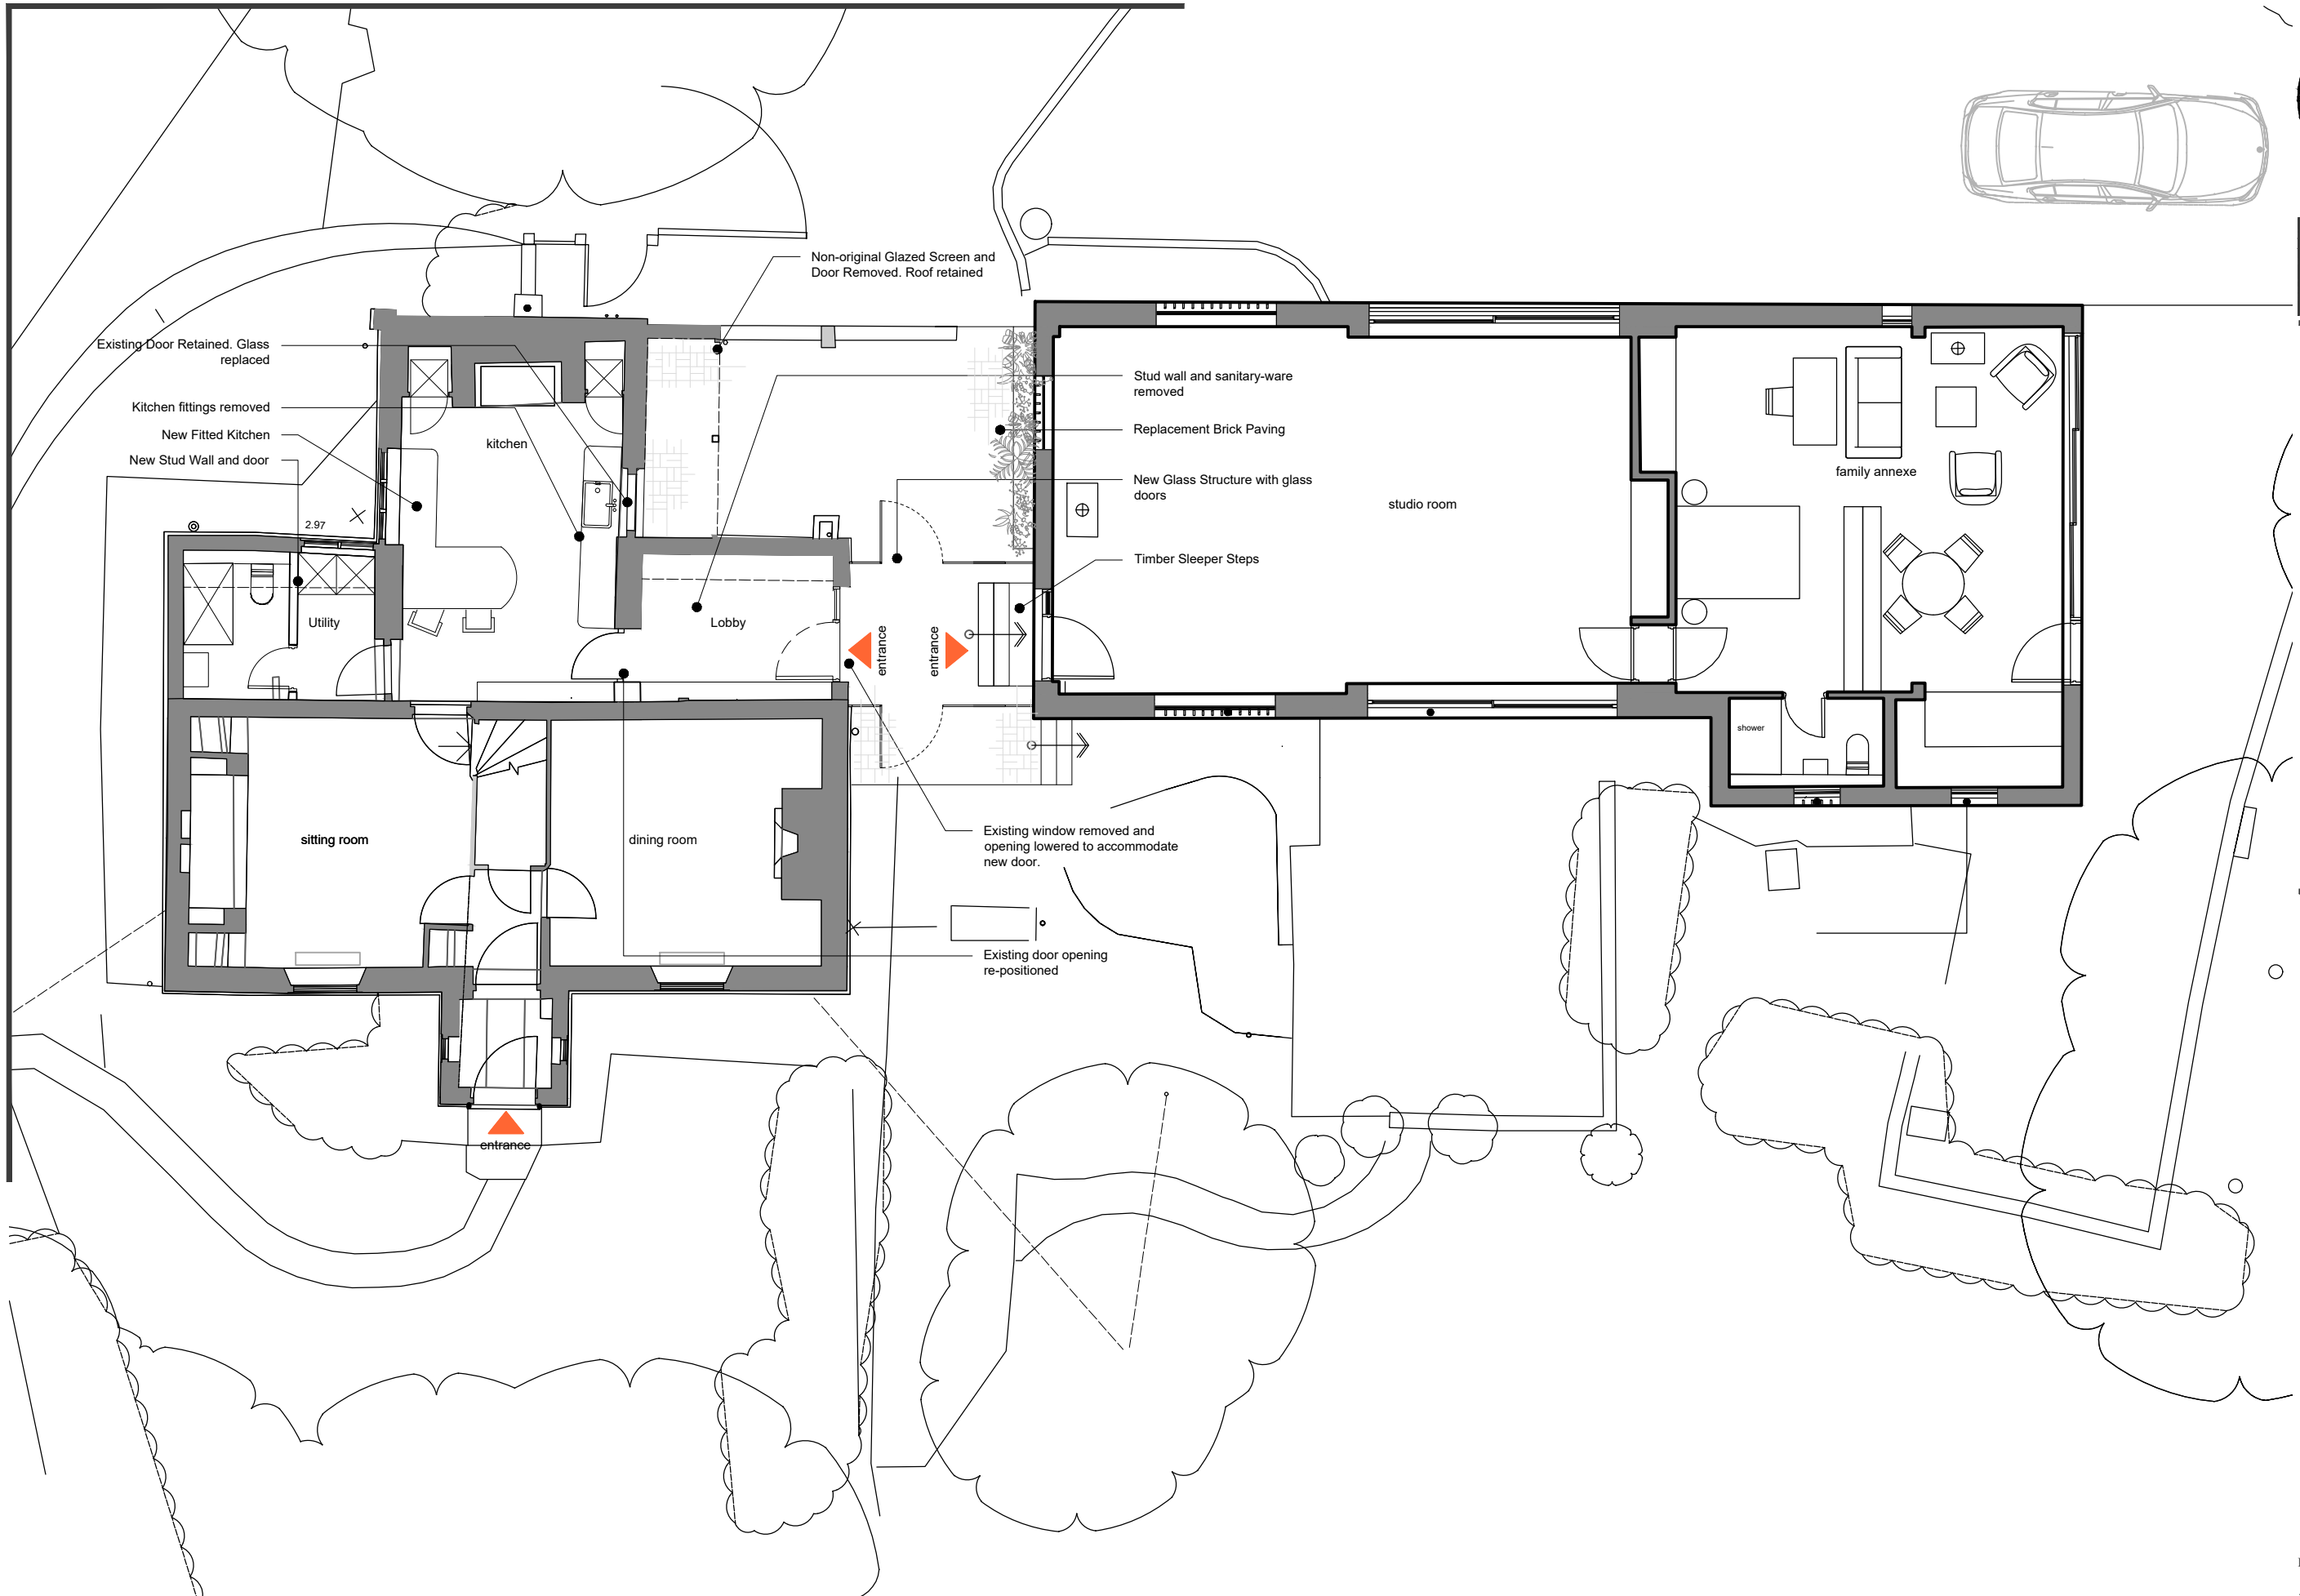 Non-original Glazed Screen and
Door Removed. Roof retained
Existing Door Retained. Glass
replaced
Kitchen fittings removed
New Fitted Kitchen
New Stud Wall and door
2.97
kitchen
Utility
Lobby
Stud wall and sanitary-ware
removed
Replacement Brick Paving
New Glass Structure with glass
doors
Timber Sleeper Steps
entrance
entrance
studio room
family annexe
shower
sitting room
dining room
Existing window removed and
opening lowered to accommodate
new door.
Existing door opening
re-positioned
entrance